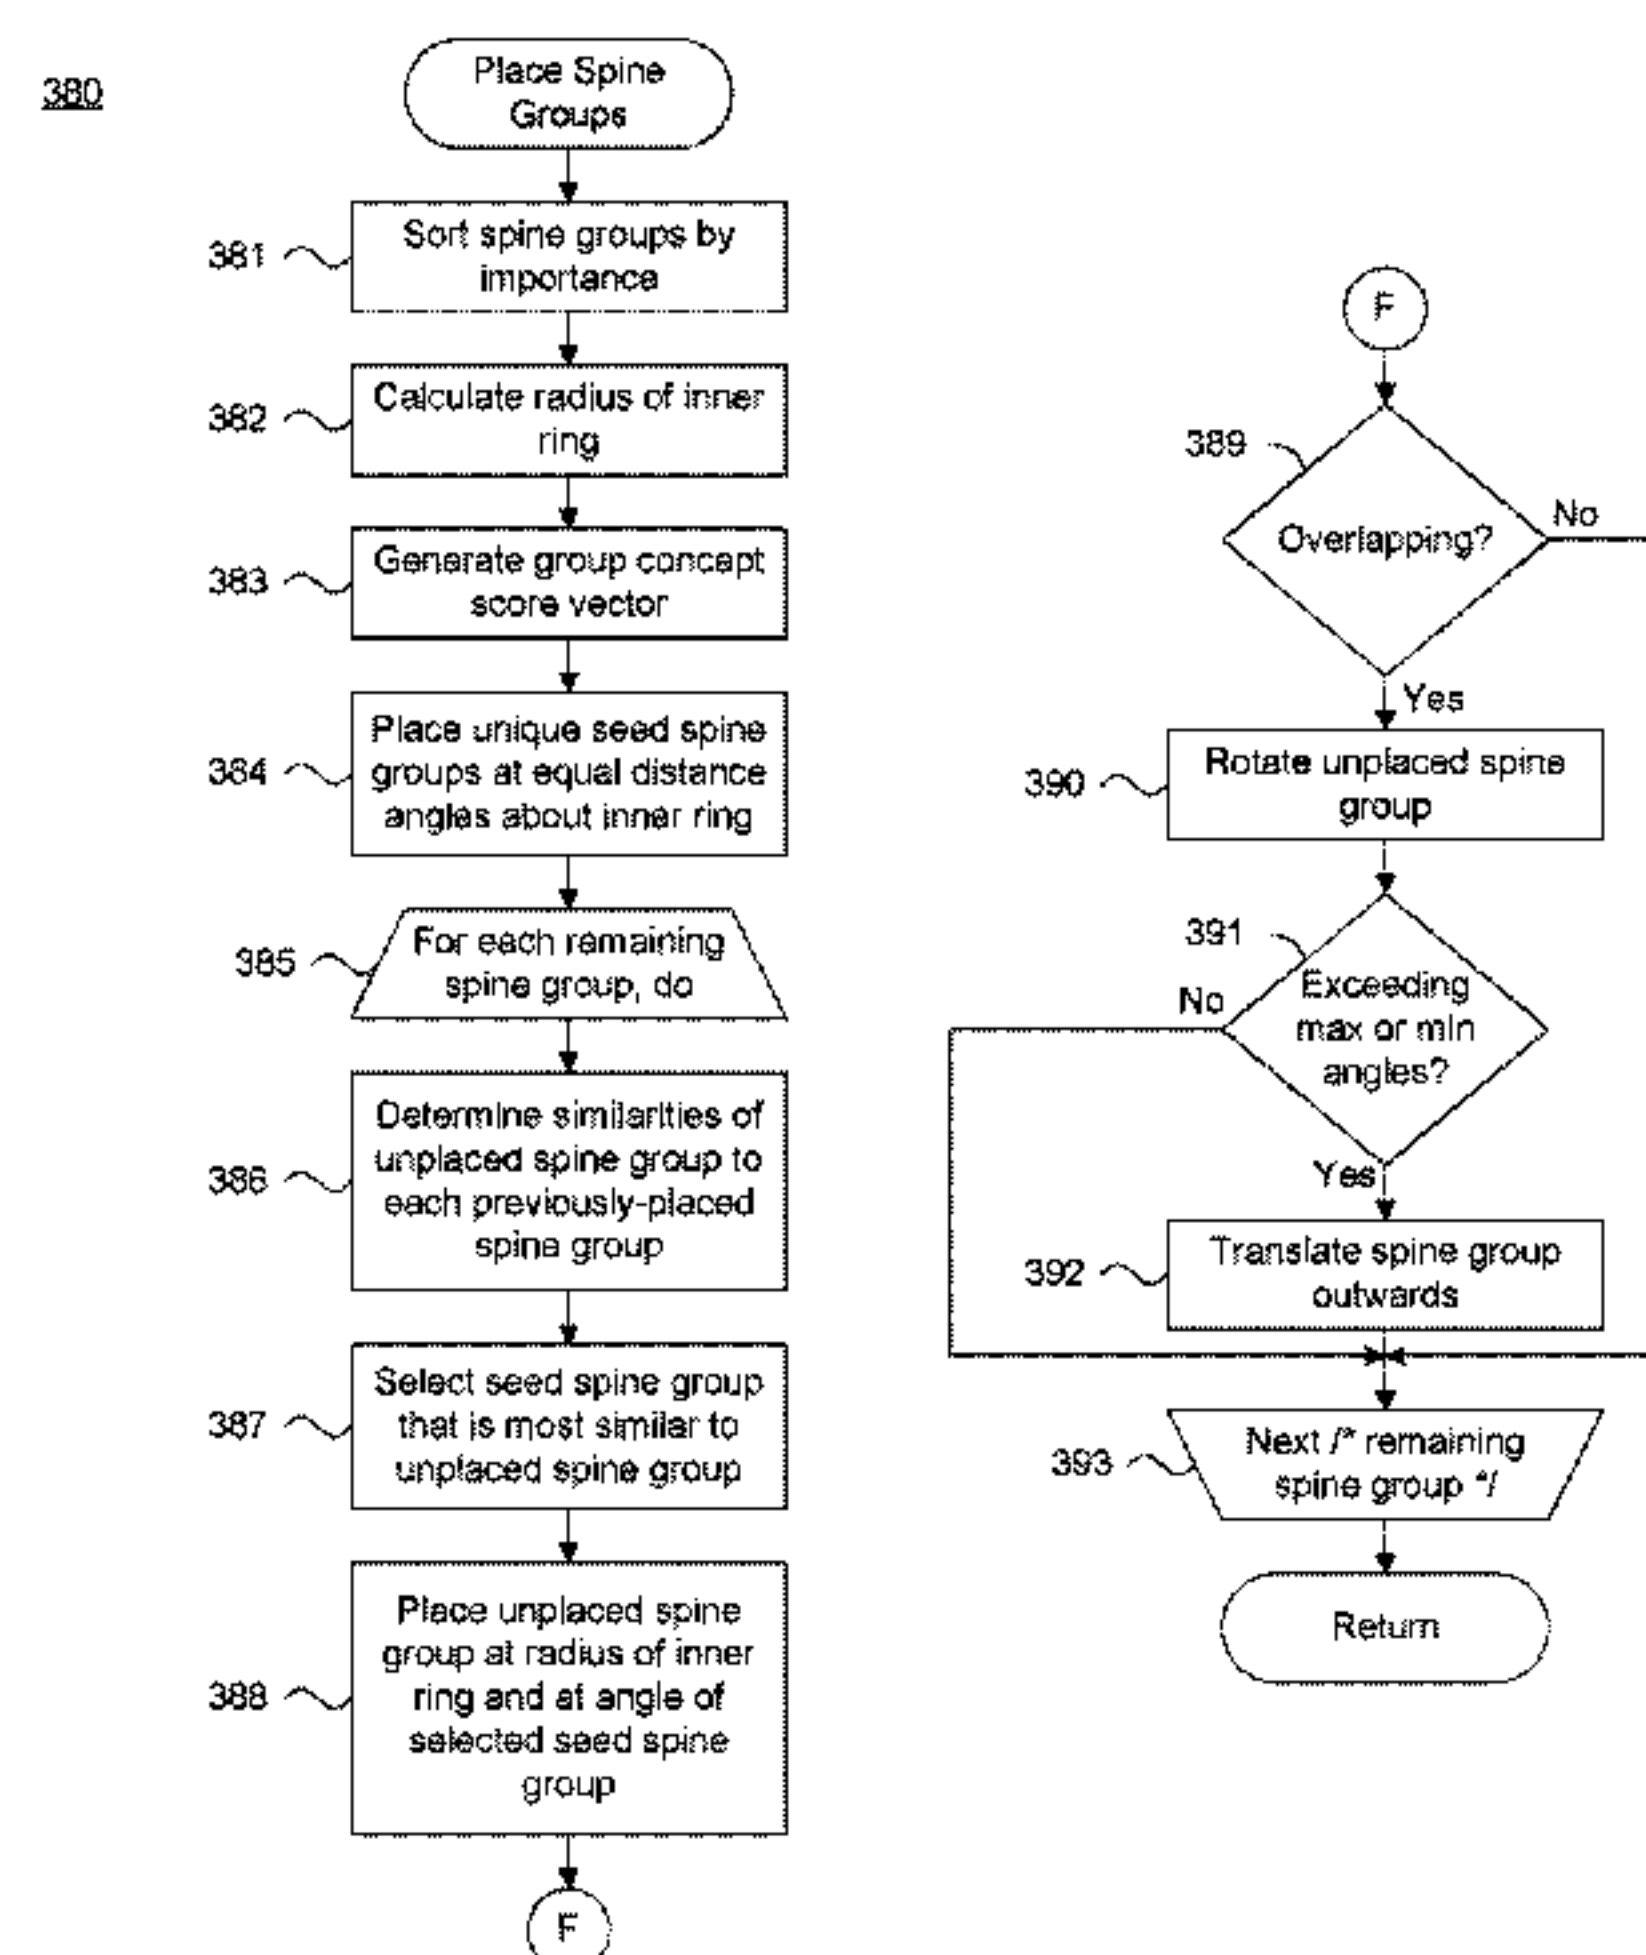 380
Place Spine
Groups
381
Sort spine groups by
importance
382
Calculate radius of inner
ring
383
Generate group concept
score vector
384
Place unique seed spine
groups at equal distance
angles about inner ring
385
For each remaining
spine group, do
386
Determine similarities of
unplaced spine group to
each previously-placed
spine group
387
Select seed spine group
that is most similar to
unplaced spine group
388
Place unplaced spine
group at radius of inner
ring and at angle of
selected seed spine
group
F
F
389
Overlapping?
No
Yes
390
Rotate unplaced spine
group
391
Exceeding
max or min
angles?
No
Yes
392
Translate spine group
outwards
393
Next /* remaining
spine group */
Return